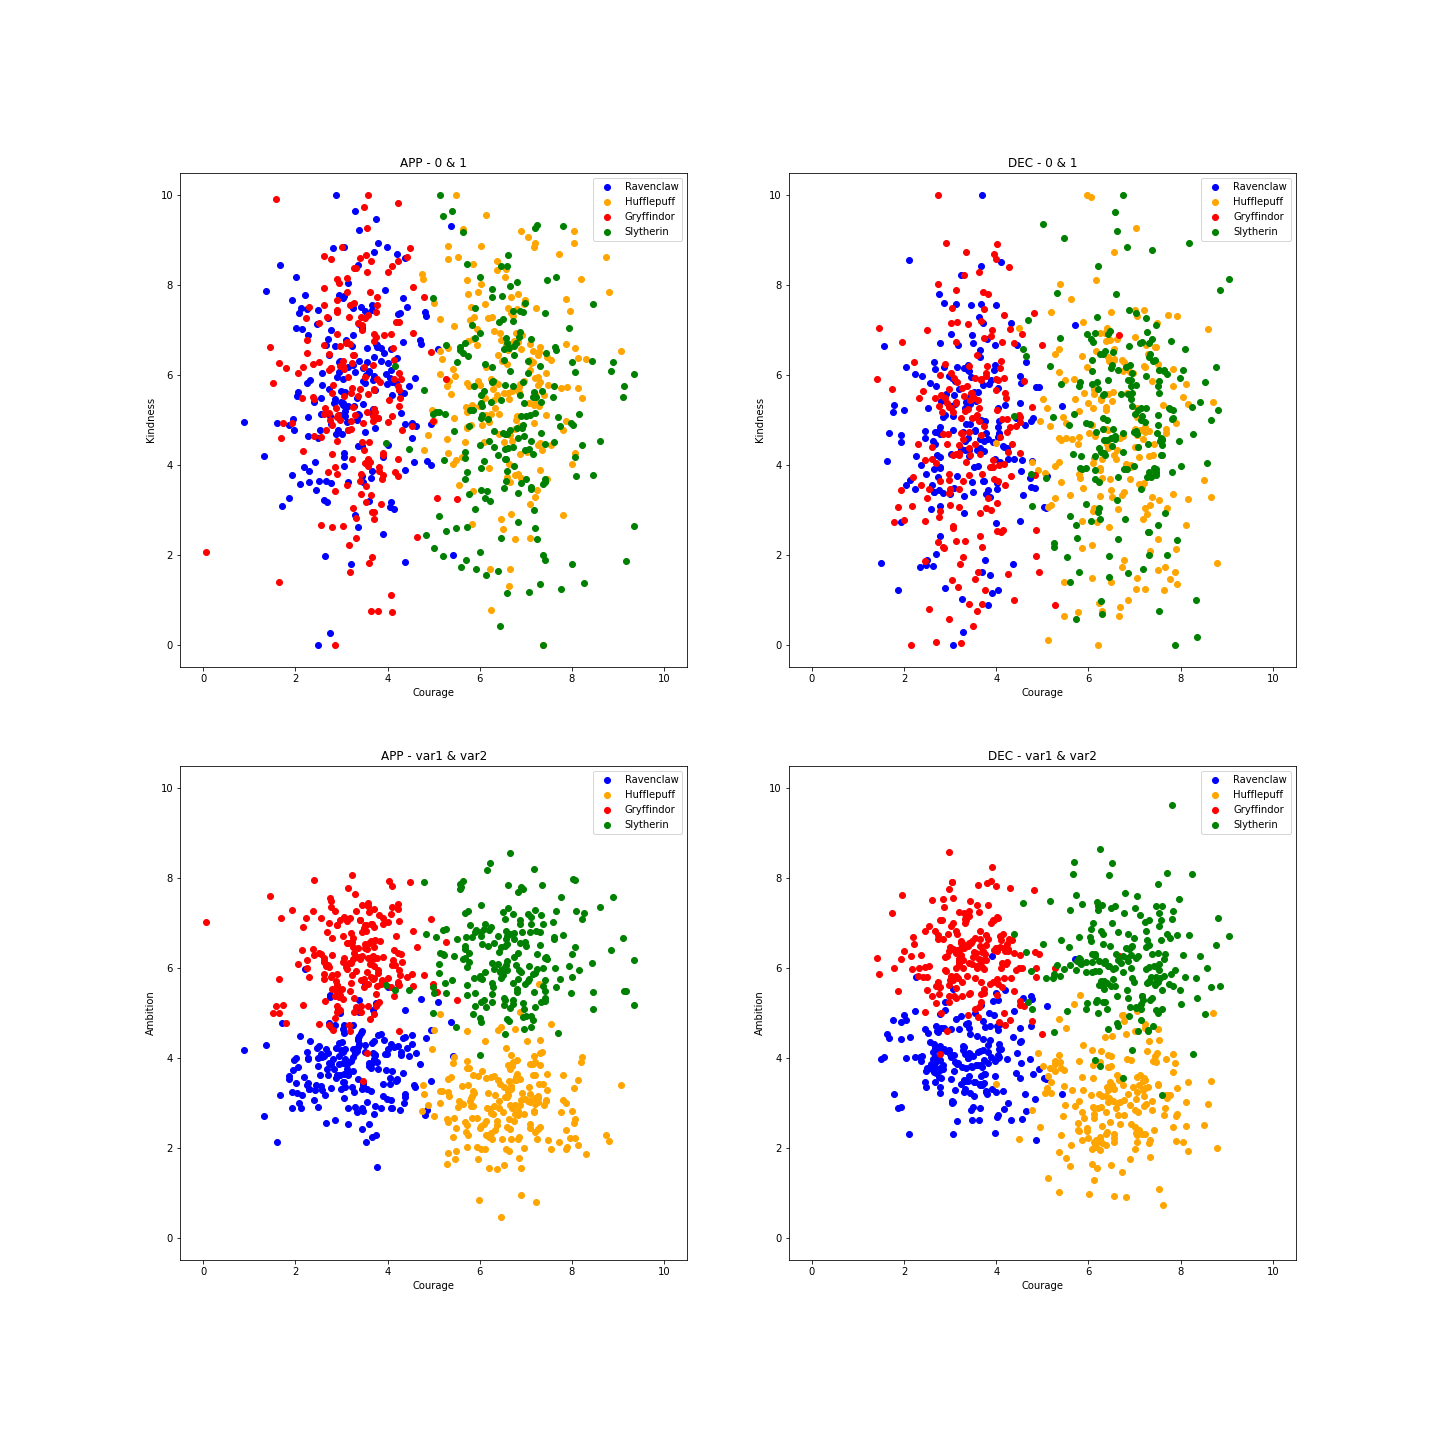 APP - 0 & 1
Ravenclaw
Hufflepuff
Gryffindor
Slytherin
10
8
6
4
2
0
Kindness
0 2 4 6 8 10
Courage
DEC - 0 & 1
Ravenclaw
Hufflepuff
Gryffindor
Slytherin
10
8
6
4
2
0
Kindness
0 2 4 6 8 10
Courage
APP - var1 & var2
Ravenclaw
Hufflepuff
Gryffindor
Slytherin
10
8
6
4
2
0
Ambition
0 2 4 6 8 10
Courage
DEC - var1 & var2
Ravenclaw
Hufflepuff
Gryffindor
Slytherin
10
8
6
4
2
0
Ambition
0 2 4 6 8 10
Courage